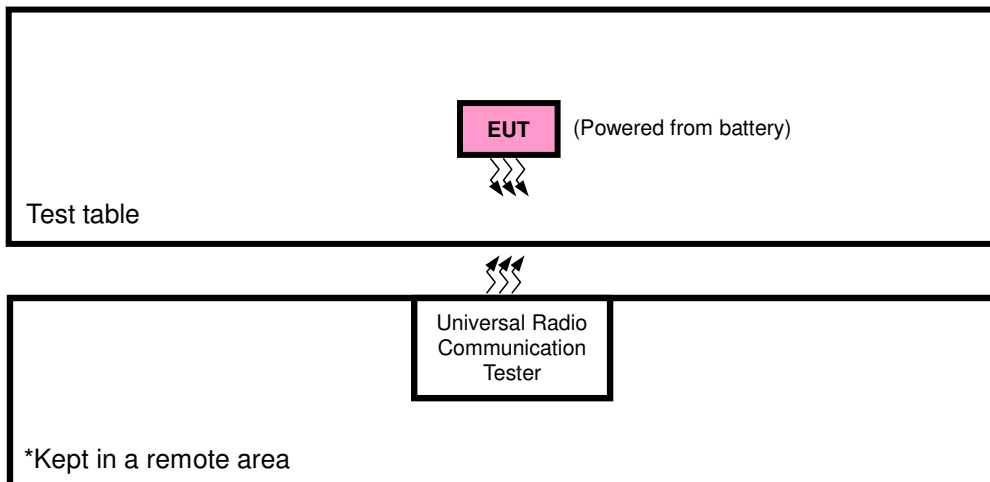 EUT
(Powered from battery)
Test table
Universal Radio
Communication
Tester
*Kept in a remote area